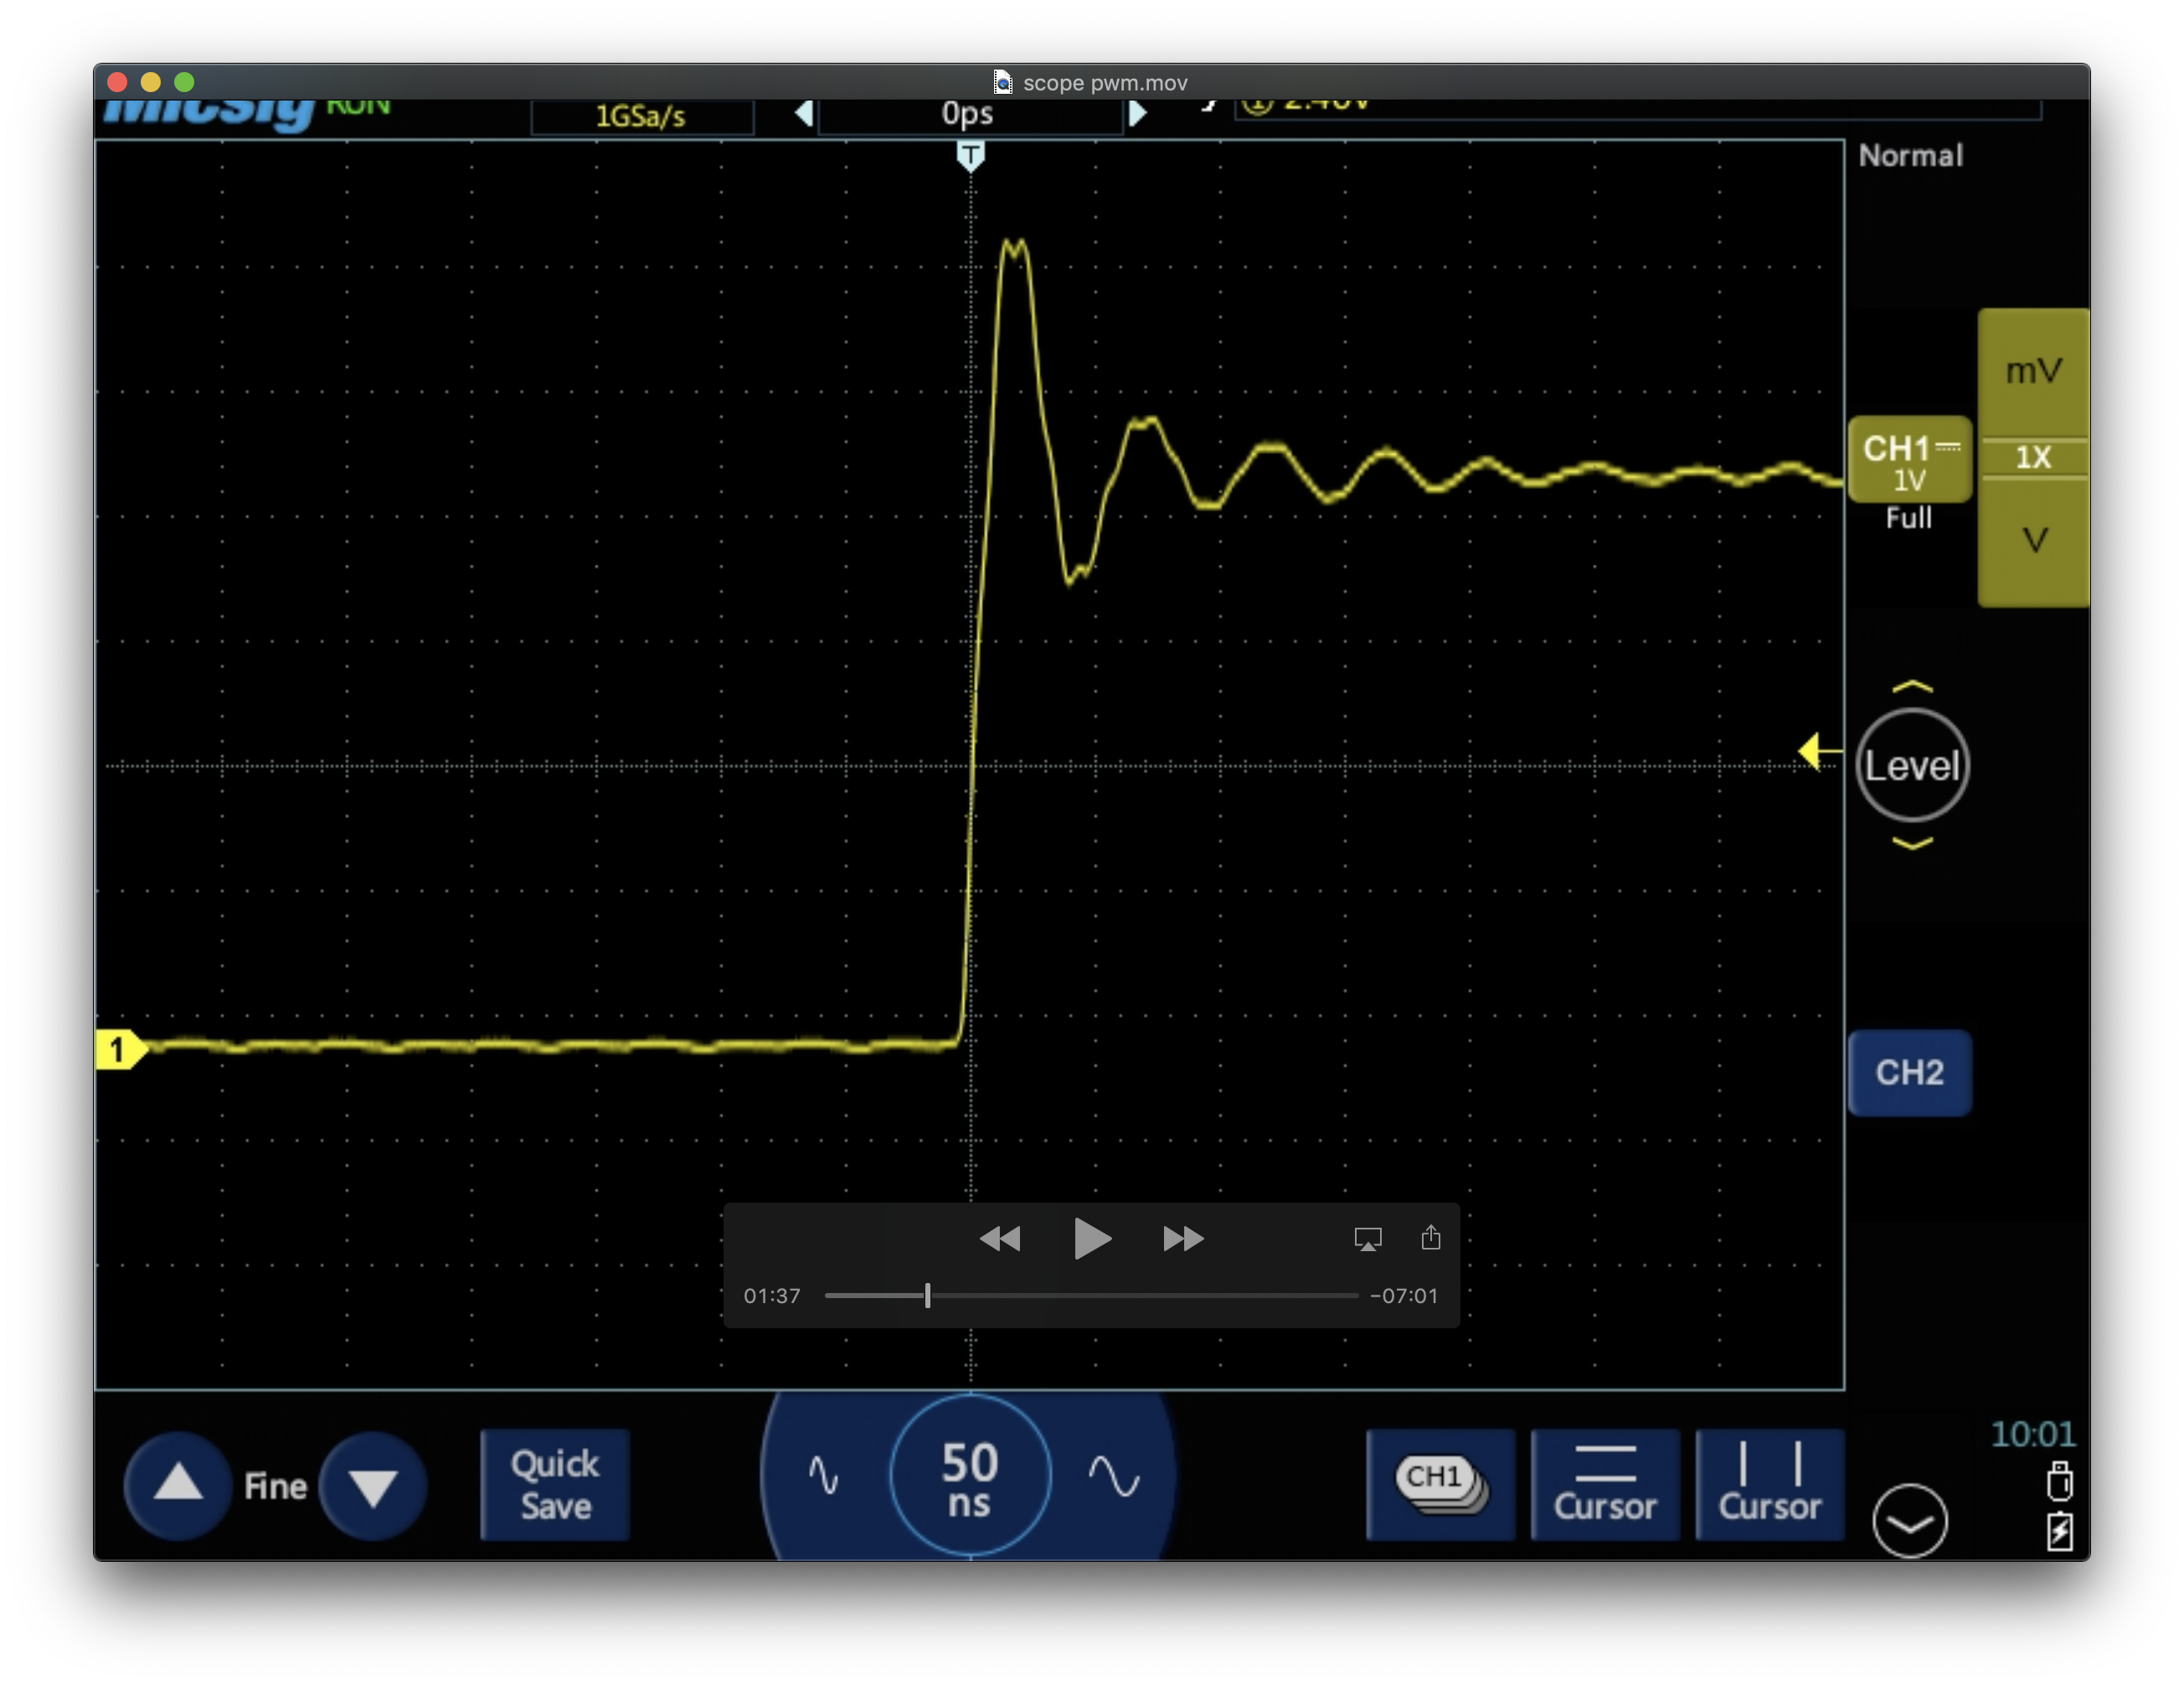 scope pwm.mov
Micsig RUN 1GSa/s 0ps 1 2.40V
T
Normal
mV
CH1 1X
1V
Full
V
Level
1
CH2
01:37 -07:01
Fine Quick Save 50 ns CH1 Cursor Cursor
10:01